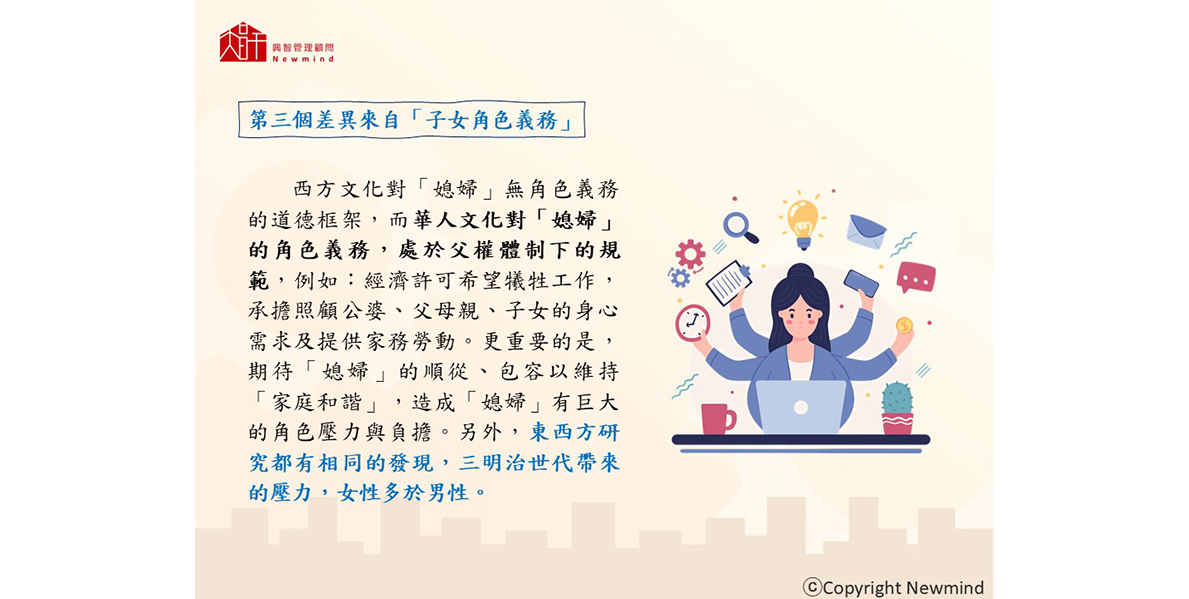 興智管理顧問
Newmind
第三個差異來自「子女角色義務」
西方文化對「媳婦」無角色義務
的道德框架，而華人文化對「媳婦」
的角色義務，處於父權體制下的規
範，例如：經濟許可希望犧牲工作，
承擔照顧公婆、父母親、子女的身心
需求及提供家務勞動。更重要的是，
期待「媳婦」的順從、包容以維持
「家庭和諧」，造成「媳婦」有巨大
的角色壓力與負擔。另外，東西方研
究都有相同的發現，三明治世代帶來
的壓力，女性多於男性。
ⓒCopyright Newmind